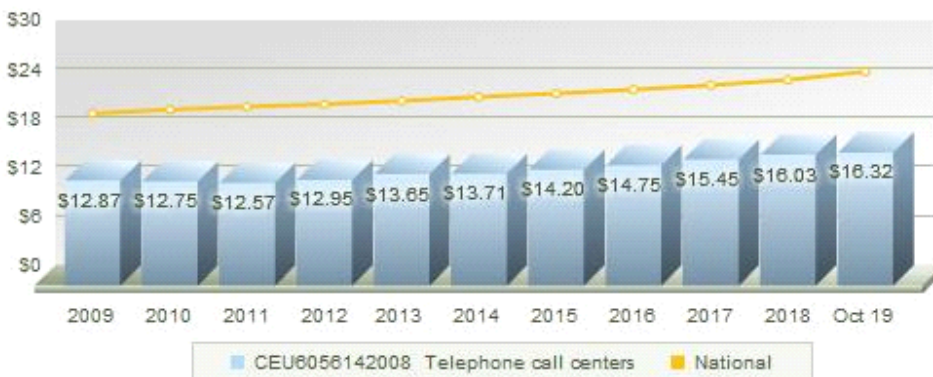 $30
$24
$18
$12
$6
$0
$12.87 $12.75 $12.57 $12.95 $13.65 $13.71 $14.20 $14.75 $15.45 $16.03 $16.32
2009 2010 2011 2012 2013 2014 2015 2016 2017 2018 Oct 19
CEU6056142008 Telephone call centers National